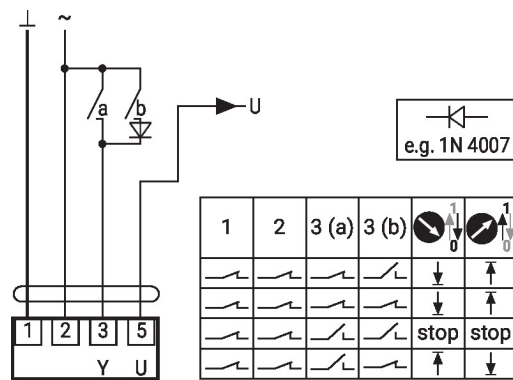 ⊥ ~
a b
U
e.g. 1N 4007
1 2 3 5
Y U
1 2 3 (a) 3 (b) 1 0 1 0
stop stop